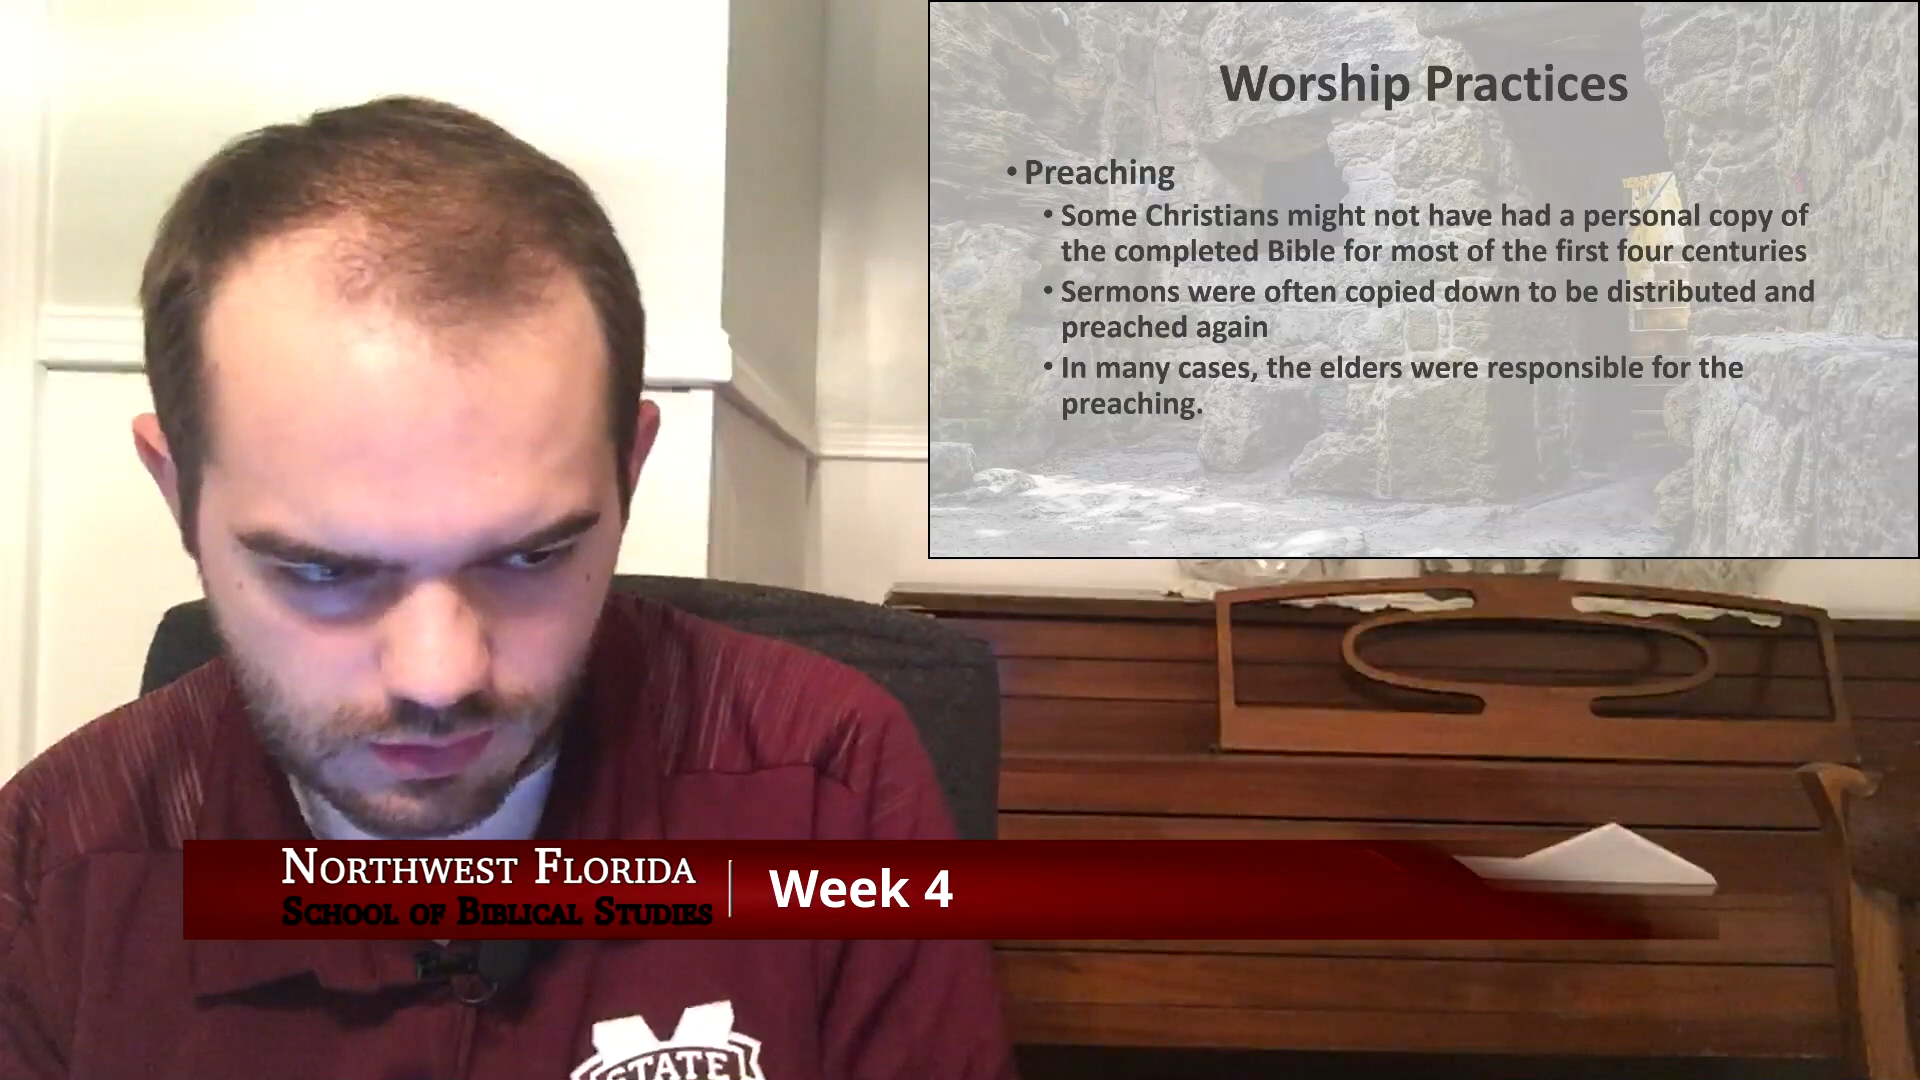 Worship Practices
• Preaching
• Some Christians might not have had a personal copy of
the completed Bible for most of the first four centuries
• Sermons were often copied down to be distributed and
preached again
• In many cases, the elders were responsible for the
preaching.
NORTHWEST FLORIDA
SCHOOL OF BIBLICAL STUDIES
Week 4
STATE